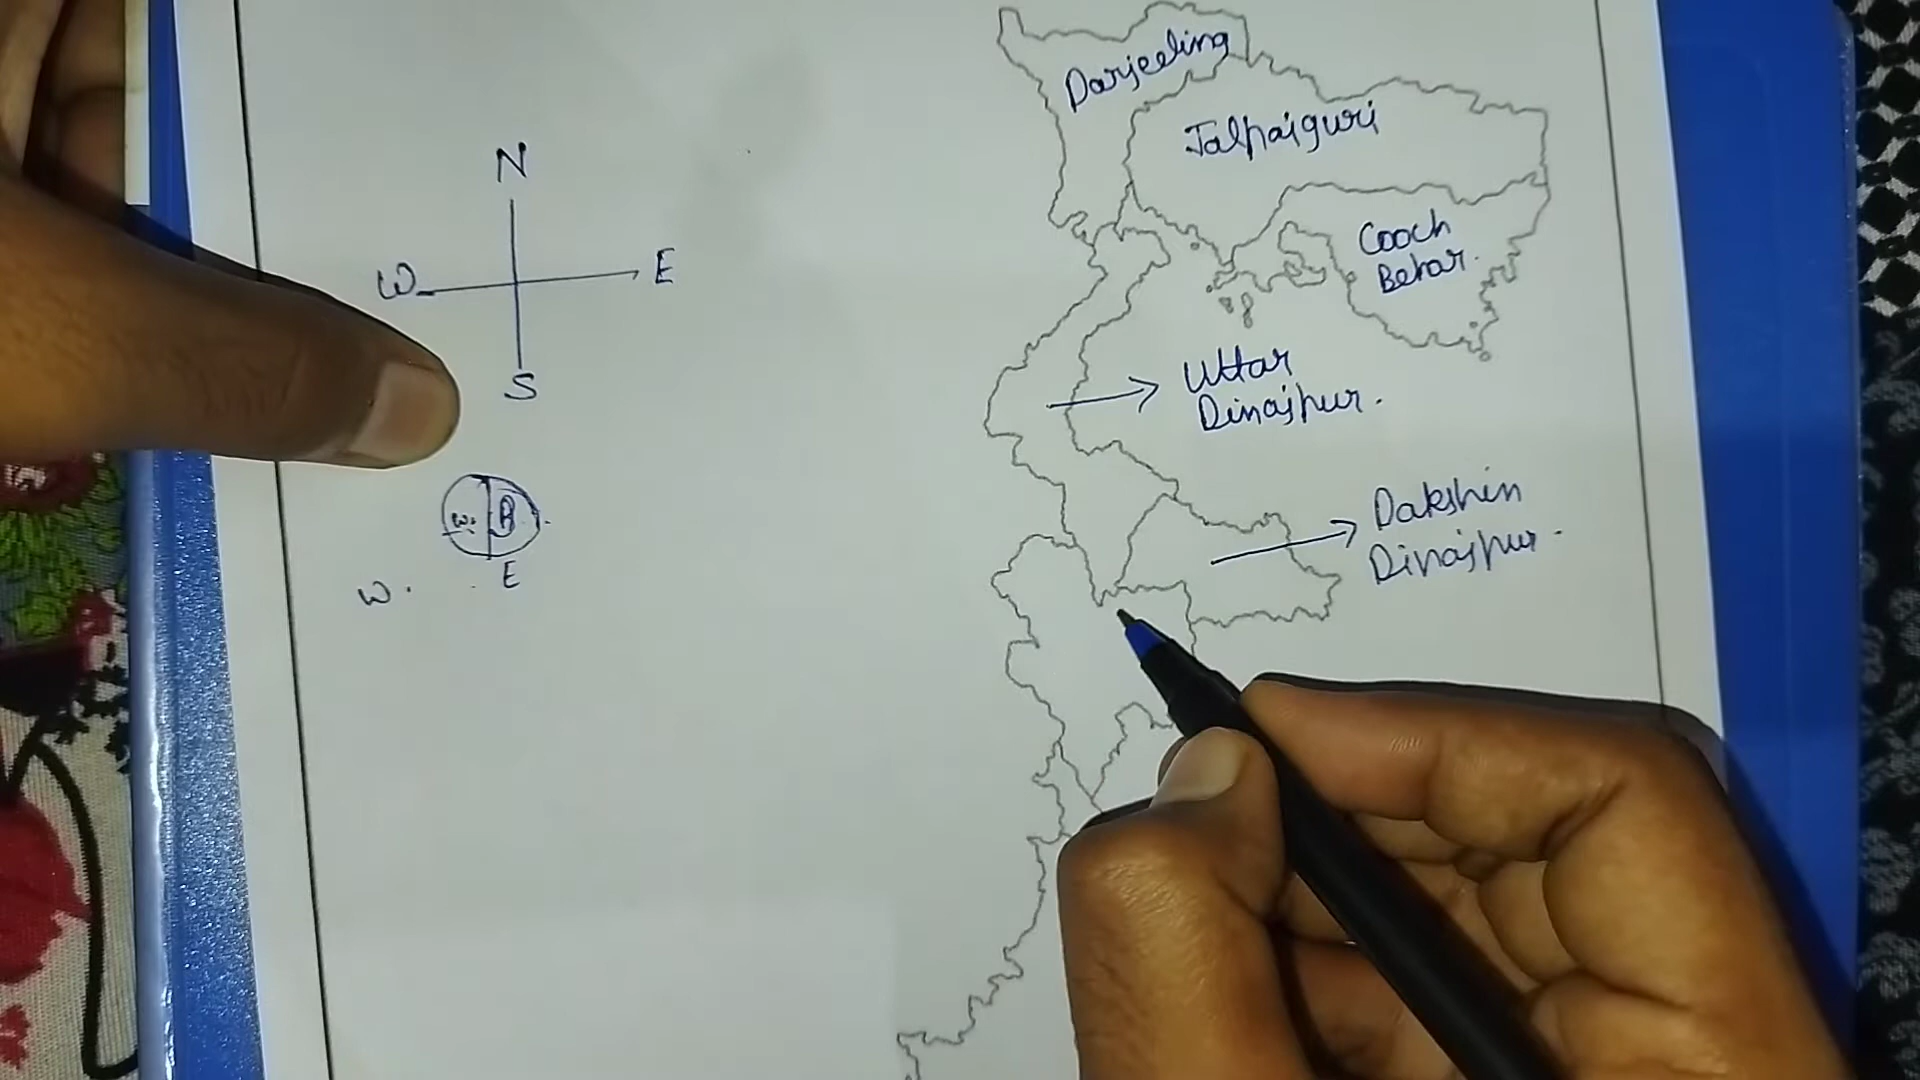 N
W
E
S
W. B
E
W.
Darjeeling
Jalpaiguri
Cooch
Behar.
Uttar
Dinajpur.
Dakshin
Dinajpur.